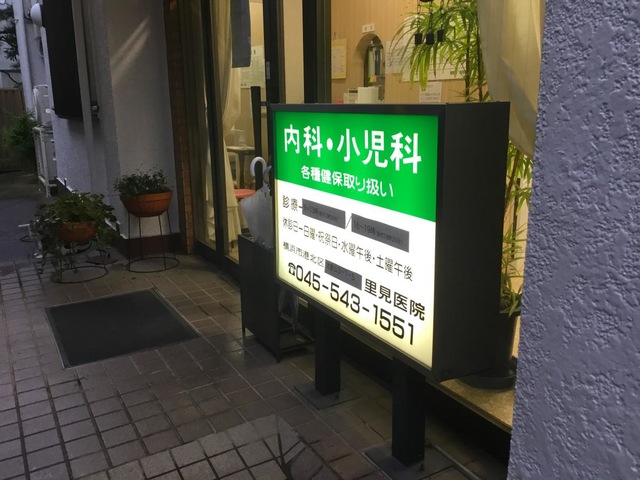 内科・小児科
各種健保取り扱い
診療
休診日ー日曜・祝祭日・水曜午後・土曜午後
横浜市港北区 里見医院
☎045-543-1551